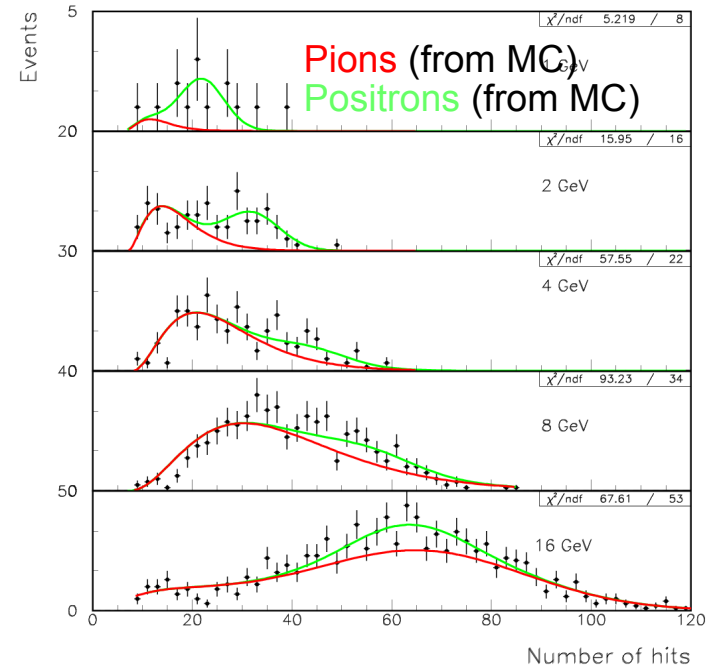 Events
5
χ²/ndf 5.219 / 8
Pions (from MC)
1 GeV
Positrons (from MC)
20
χ²/ndf 15.95 / 16
2 GeV
30
χ²/ndf 57.55 / 22
4 GeV
40
χ²/ndf 93.23 / 34
8 GeV
50
χ²/ndf 67.61 / 53
16 GeV
0
0 20 40 60 80 100 120
Number of hits